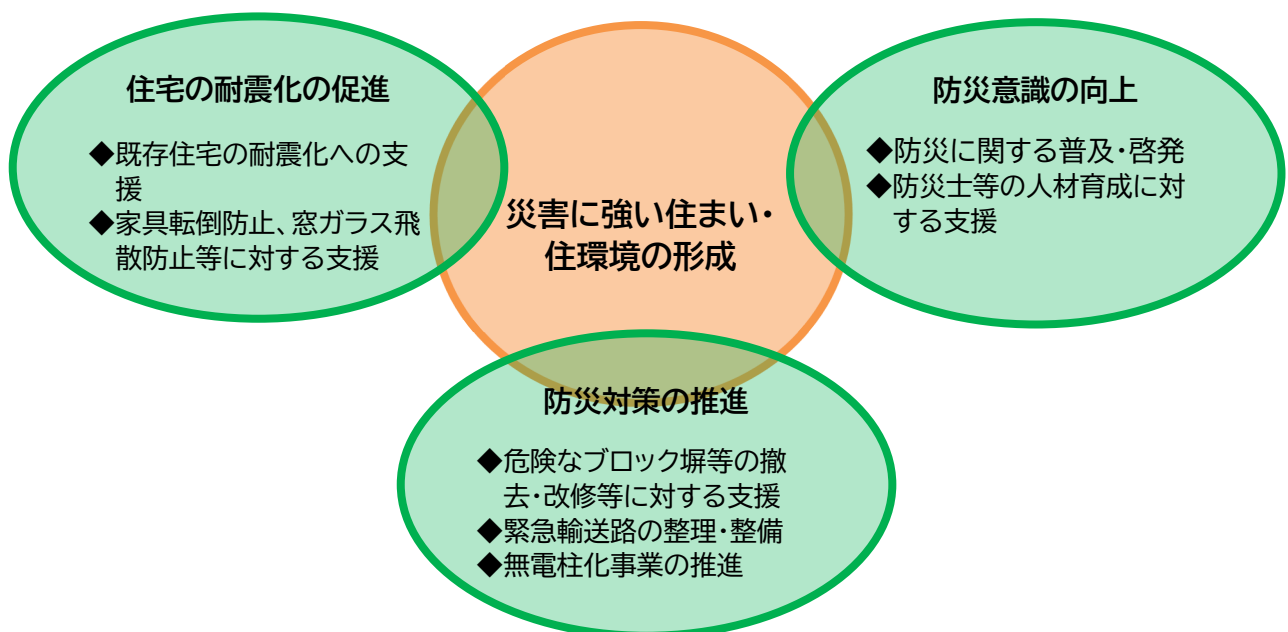 住宅の耐震化の促進
◆既存住宅の耐震化への支
援
◆家具転倒防止、窓ガラス飛
散防止等に対する支援
災害に強い住まい・
住環境の形成
防災意識の向上
◆防災に関する普及・啓発
◆防災士等の人材育成に対
する支援
防災対策の推進
◆危険なブロック塀等の撤
去・改修等に対する支援
◆緊急輸送路の整理・整備
◆無電柱化事業の推進